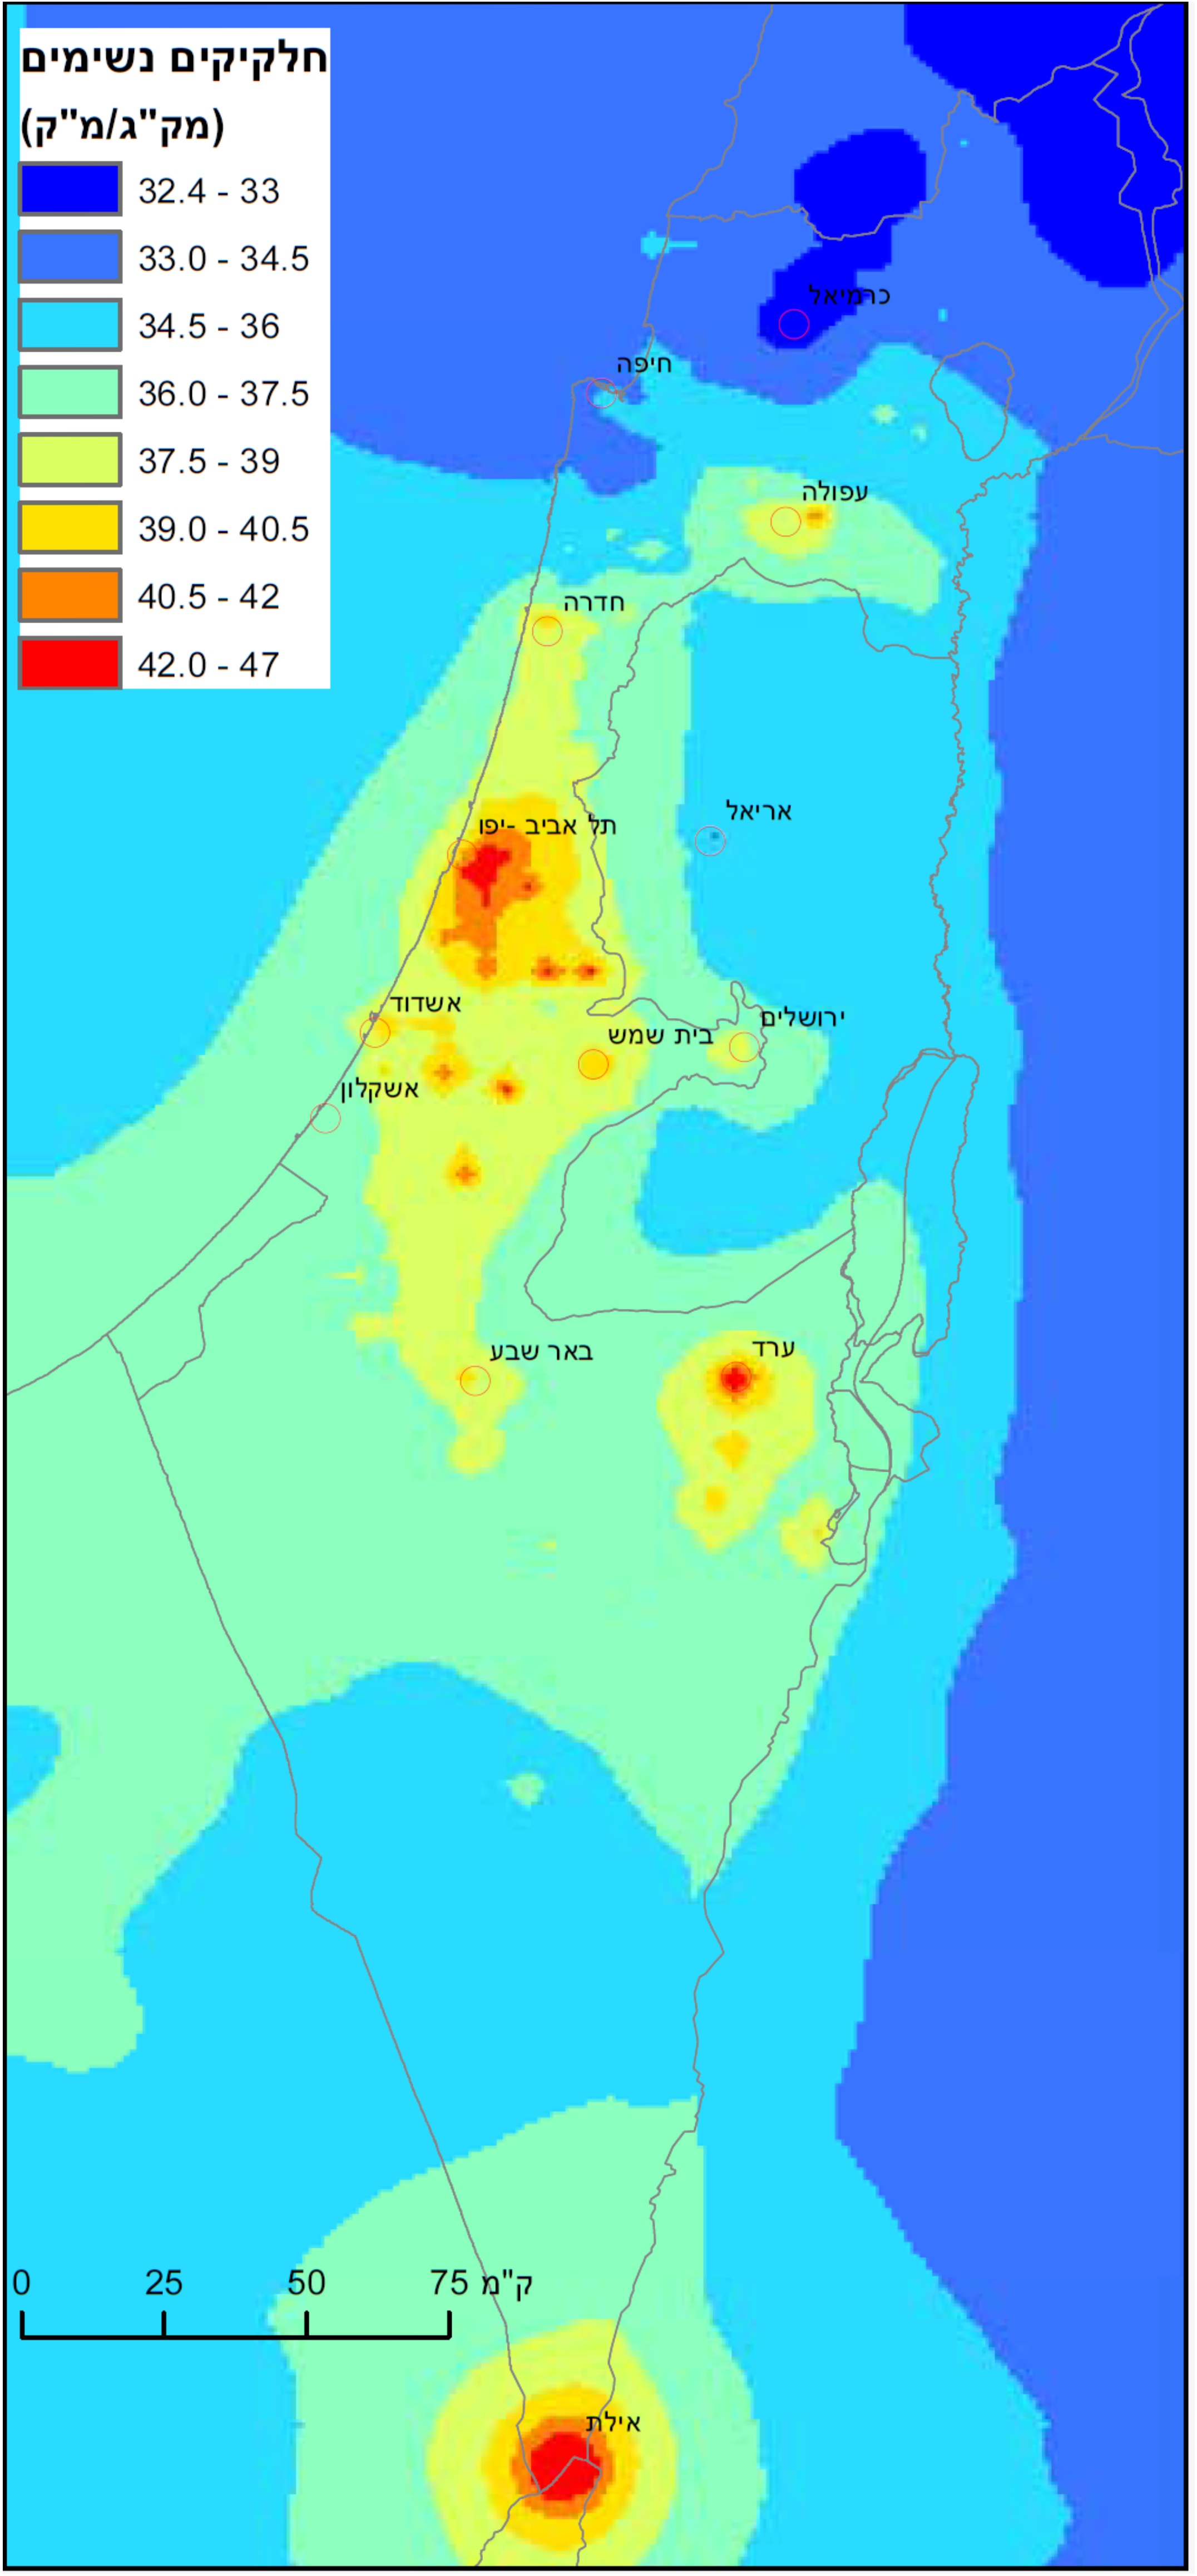 חלקיקים נשימים
(מק"ג/מ"ק)
32.4 - 33
33.0 - 34.5
34.5 - 36
36.0 - 37.5
37.5 - 39
39.0 - 40.5
40.5 - 42
42.0 - 47
כרמיאל
חיפה
עפולה
חדרה
אריאל
תל אביב -יפו
אשדוד
ירושלים
בית שמש
אשקלון
ערד
באר שבע
0 25 50 75 ק"מ
אילת